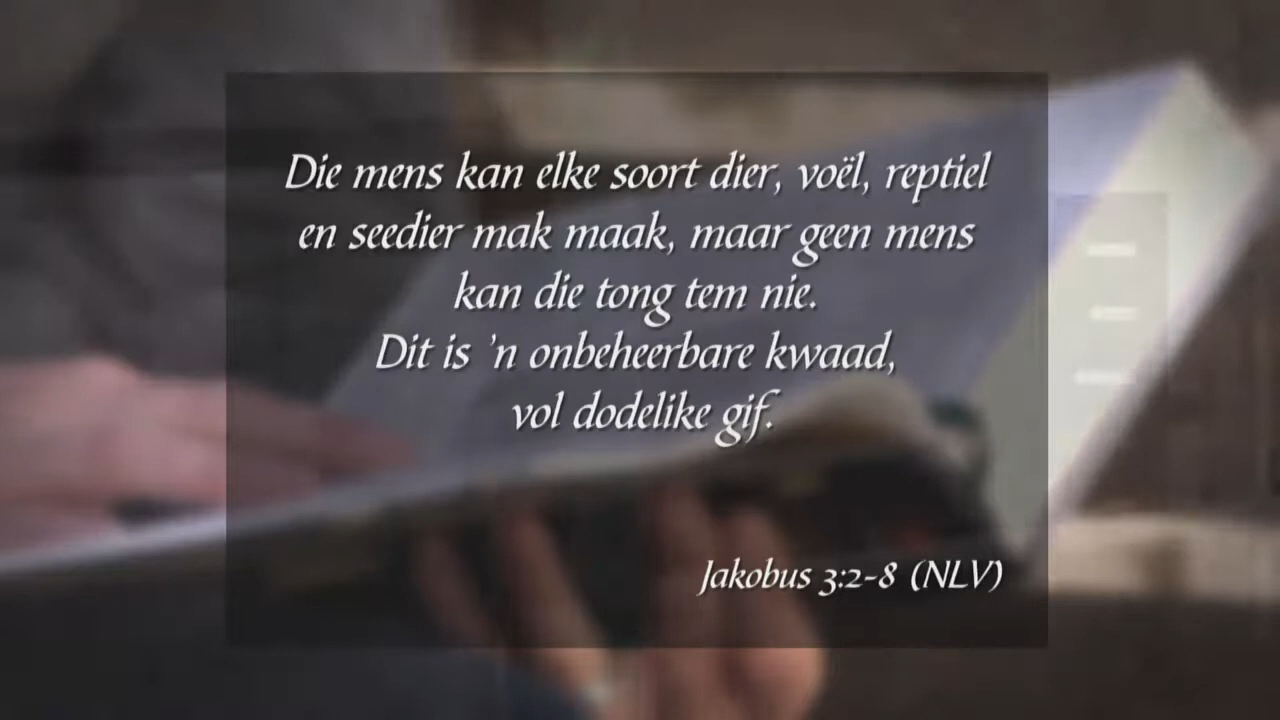 Die mens kan elke soort dier, voël, reptiel
en seedier mak maak, maar geen mens
kan die tong tem nie.
Dit is 'n onbeheerbare kwaad,
vol dodelike gif.
Jakobus 3:2-8 (NLV)